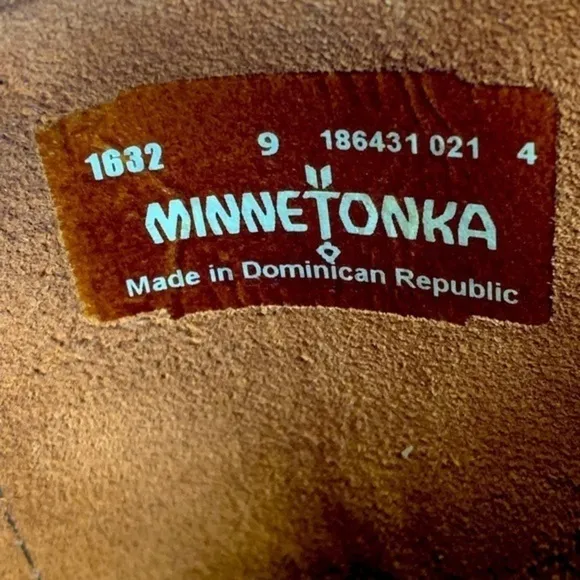 1632 9 186431 021 4
MINNETONKA
Made in Dominican Republic